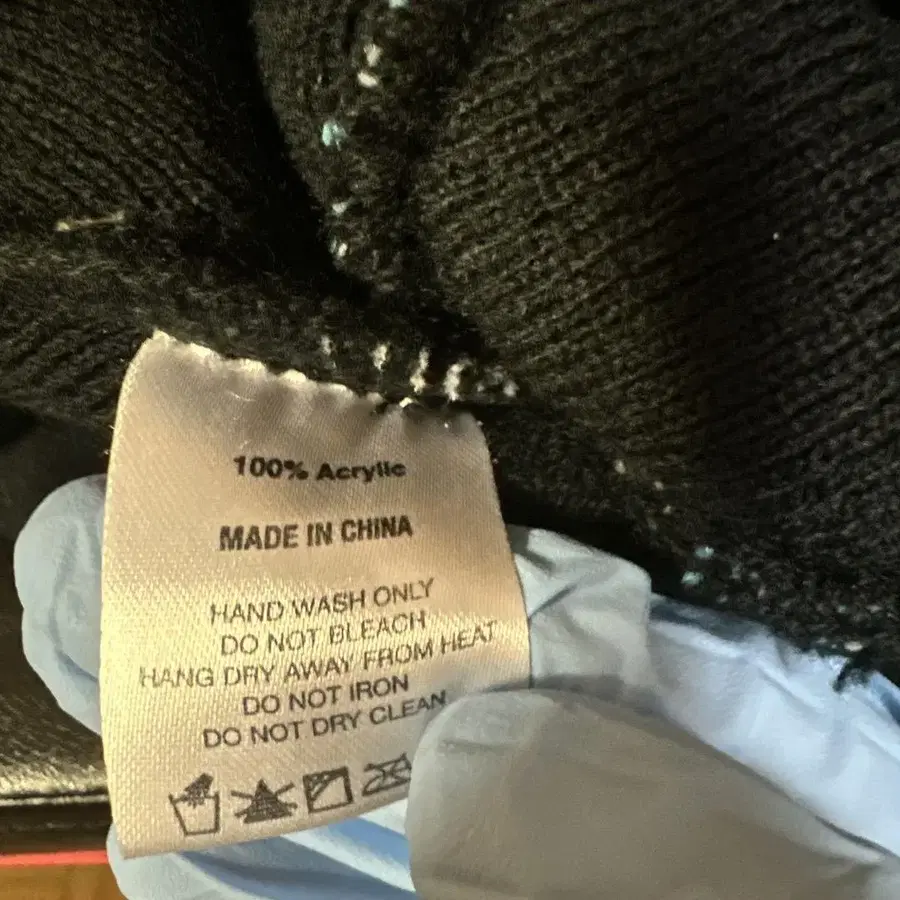 100% Acrylic
MADE IN CHINA
HAND WASH ONLY
DO NOT BLEACH
HANG DRY AWAY FROM HEAT
DO NOT IRON
DO NOT DRY CLEAN